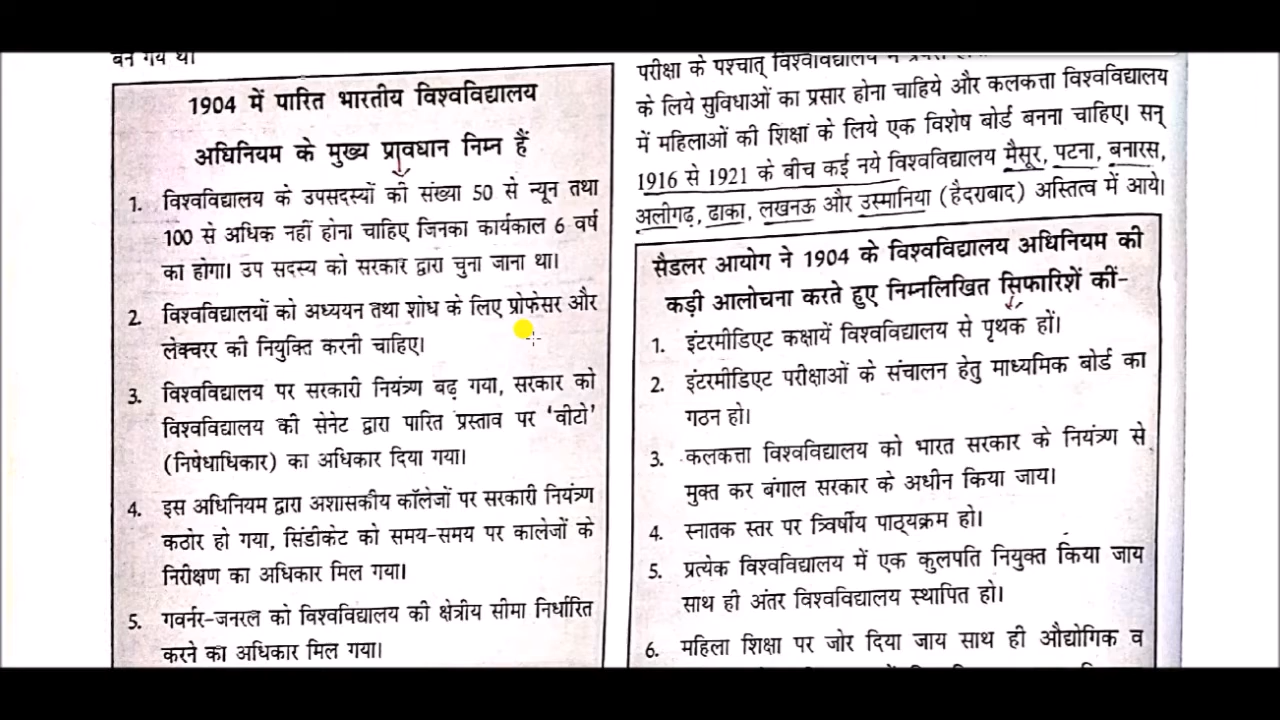 बन गये थे।
1904 में पारित भारतीय विश्वविद्यालय
अधिनियम के मुख्य प्रावधान निम्न हैं
1. विश्वविद्यालय के उपसदस्यों की संख्या 50 से न्यून तथा
100 से अधिक नहीं होना चाहिए जिनका कार्यकाल 6 वर्ष
का होगा। उप सदस्य को सरकार द्वारा चुना जाना था।
2. विश्वविद्यालयों को अध्ययन तथा शोध के लिए प्रोफेसर और
लेक्चरर की नियुक्ति करनी चाहिए।
3. विश्वविद्यालय पर सरकारी नियंत्रण बढ़ गया, सरकार को
विश्वविद्यालय की सेनेट द्वारा पारित प्रस्ताव पर 'वीटो'
(निषेधाधिकार) का अधिकार दिया गया।
4. इस अधिनियम द्वारा अशासकीय कॉलेजों पर सरकारी नियंत्रण
कठोर हो गया, सिंडीकेट को समय-समय पर कालेजों के
निरीक्षण का अधिकार मिल गया।
5. गवर्नर-जनरल को विश्वविद्यालय की क्षेत्रीय सीमा निर्धारित
करने का अधिकार मिल गया।
परीक्षा के पश्चात् विश्वविद्यालय में
के लिये सुविधाओं का प्रसार होना चाहिये और कलकत्ता विश्वविद्यालय
में महिलाओं की शिक्षा के लिये एक विशेष बोर्ड बनना चाहिए। सन्
1916 से 1921 के बीच कई नये विश्वविद्यालय मैसूर, पटना, बनारस,
अलीगढ़, ढाका, लखनऊ और उस्मानिया (हैदराबाद) अस्तित्व में आये।
सैडलर आयोग ने 1904 के विश्वविद्यालय अधिनियम की
कड़ी आलोचना करते हुए निम्नलिखित सिफारिशें कीं-
1. इंटरमीडिएट कक्षायें विश्वविद्यालय से पृथक हों।
2. इंटरमीडिएट परीक्षाओं के संचालन हेतु माध्यमिक बोर्ड का
गठन हो।
3. कलकत्ता विश्वविद्यालय को भारत सरकार के नियंत्रण से
मुक्त कर बंगाल सरकार के अधीन किया जाय।
4. स्नातक स्तर पर त्रिवर्षीय पाठ्यक्रम हो।
5. प्रत्येक विश्वविद्यालय में एक कुलपति नियुक्त किया जाय
साथ ही अंतर विश्वविद्यालय स्थापित हो।
6. महिला शिक्षा पर जोर दिया जाय साथ ही औद्योगिक व